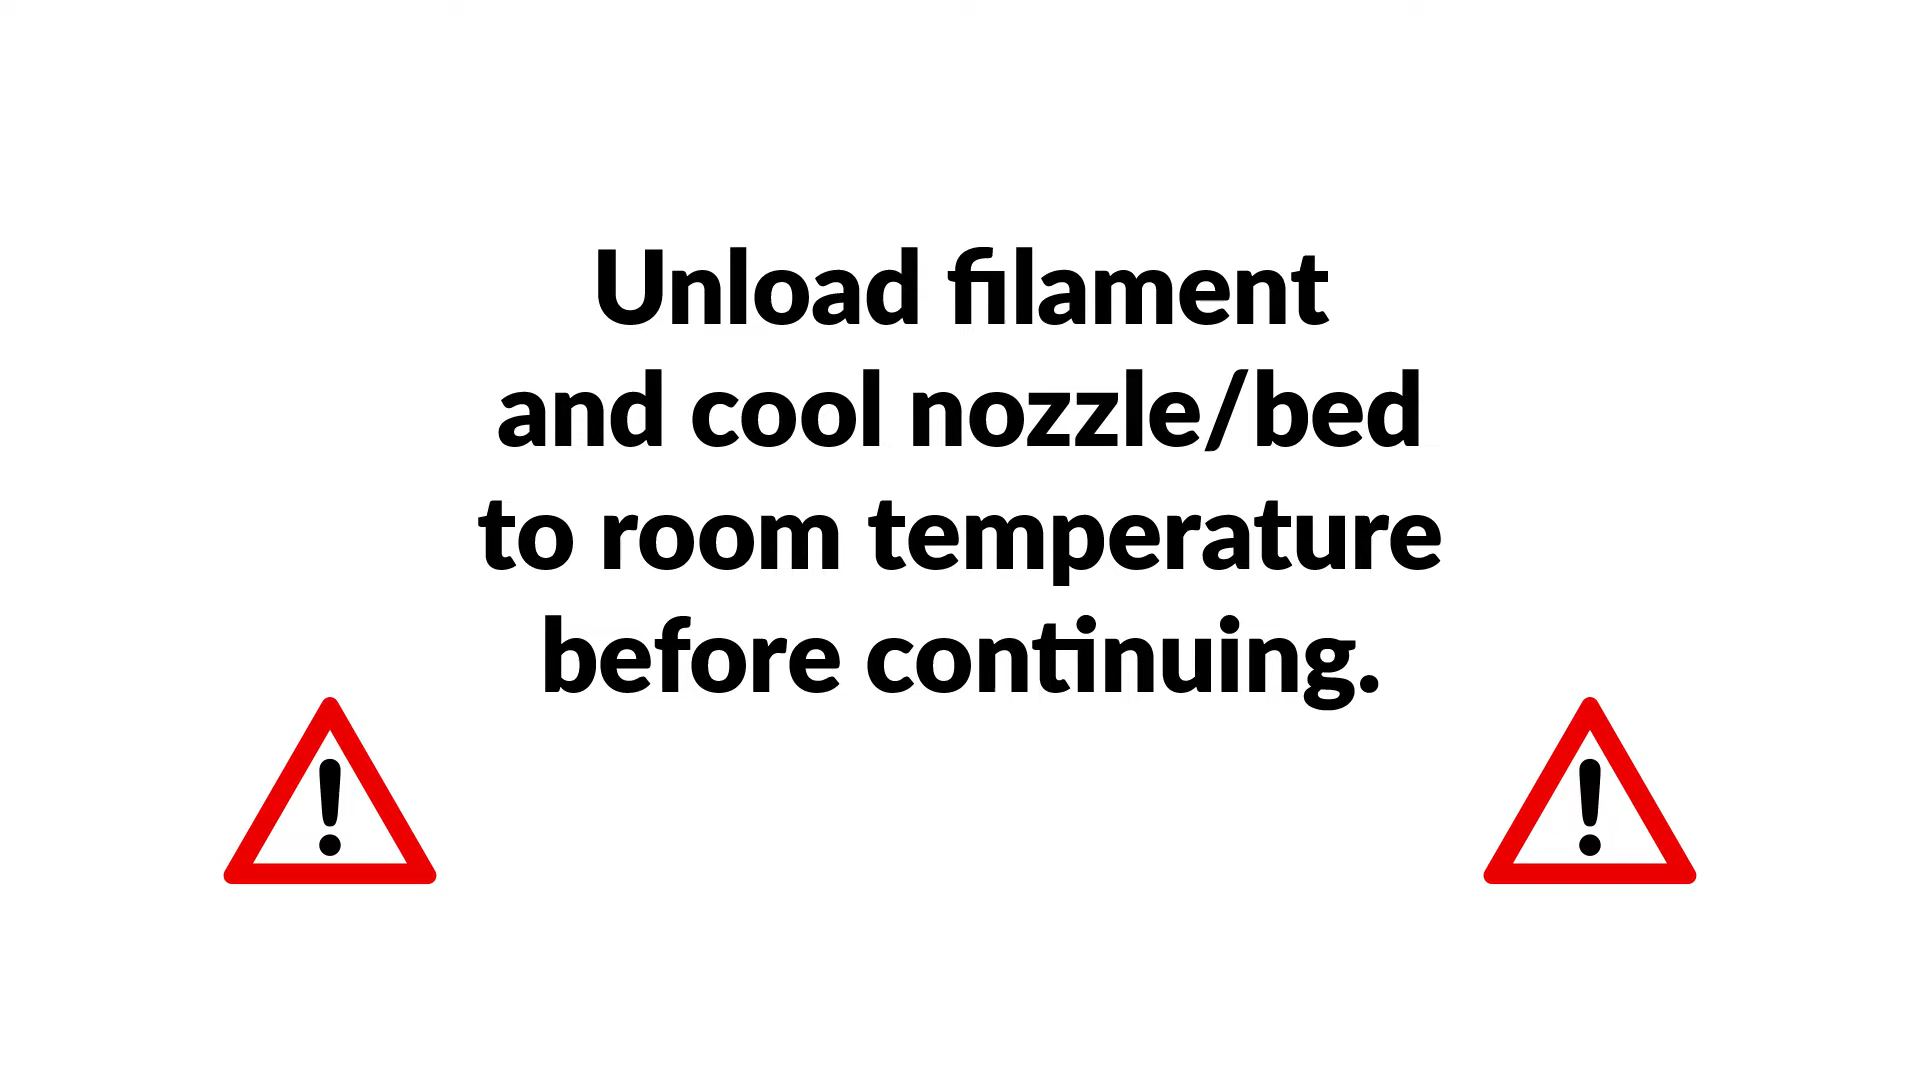 Unload filament
and cool nozzle/bed
to room temperature
before continuing.
!
!